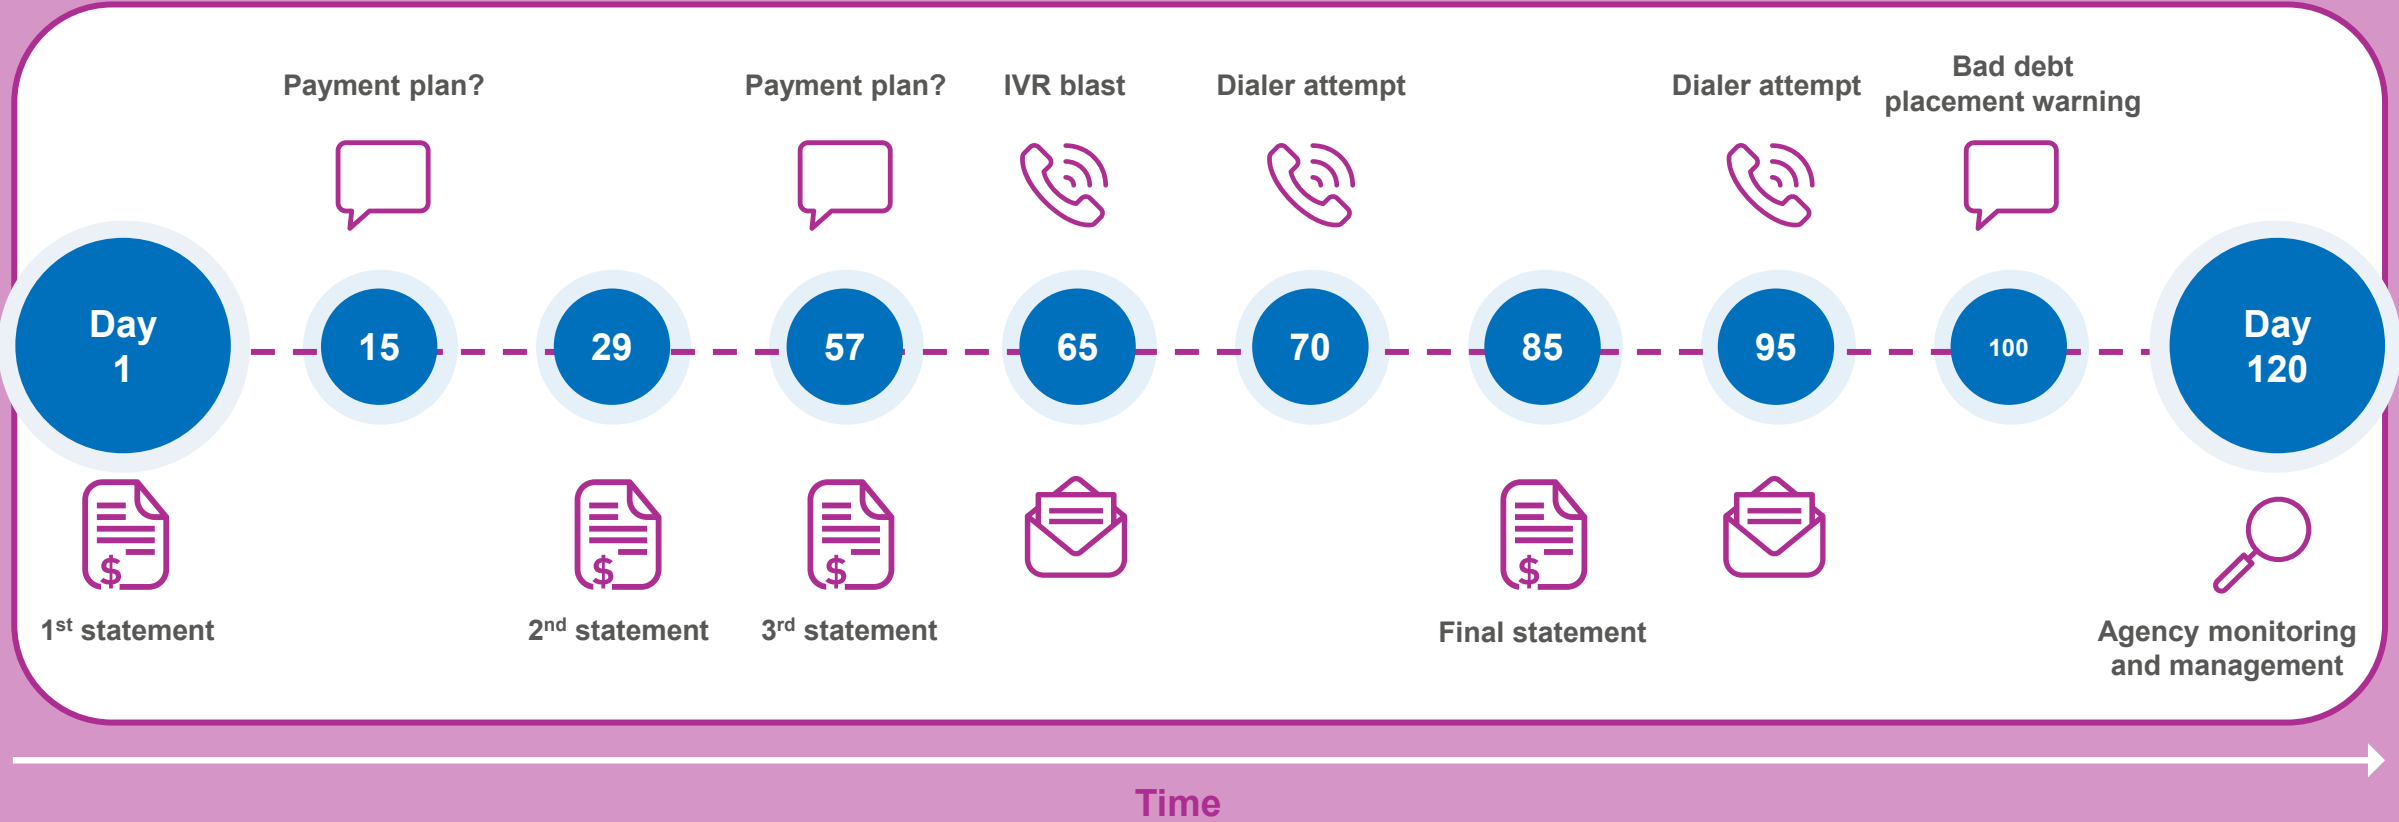 Payment plan?
Payment plan?
IVR blast
Dialer attempt
Dialer attempt
Bad debt
placement warning
Day
1
15
29
57
65
70
85
95
100
Day
120
$
$
$
$
1st statement
2nd statement
3rd statement
Final statement
Agency monitoring
and management
Time